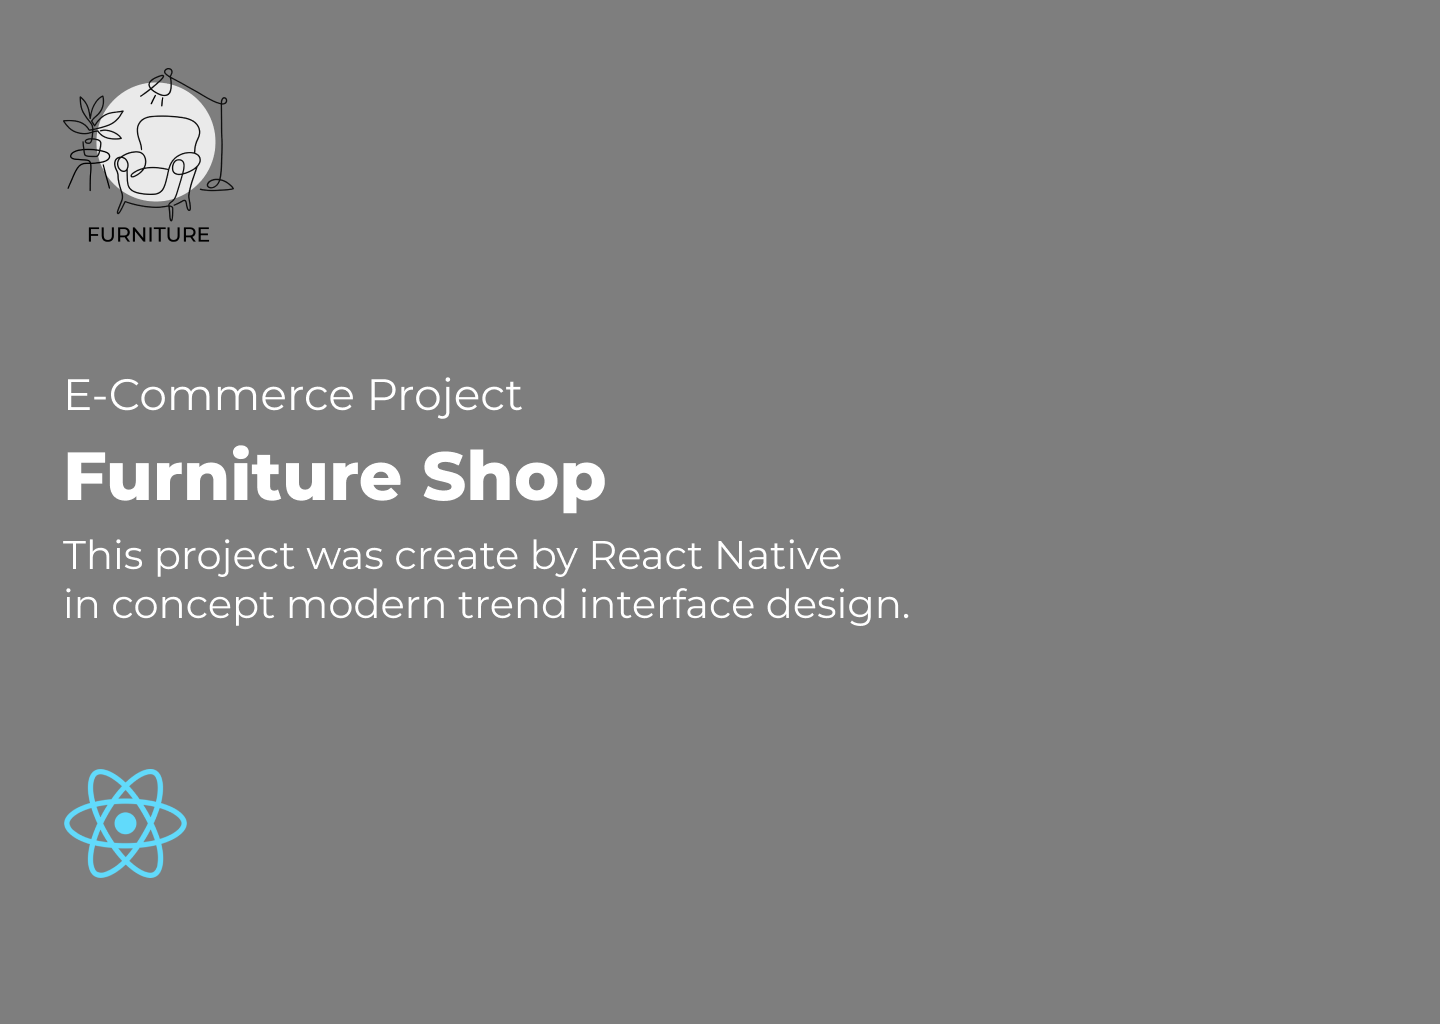 FURNITURE
E-Commerce Project
Furniture Shop
This project was create by React Native
in concept modern trend interface design.